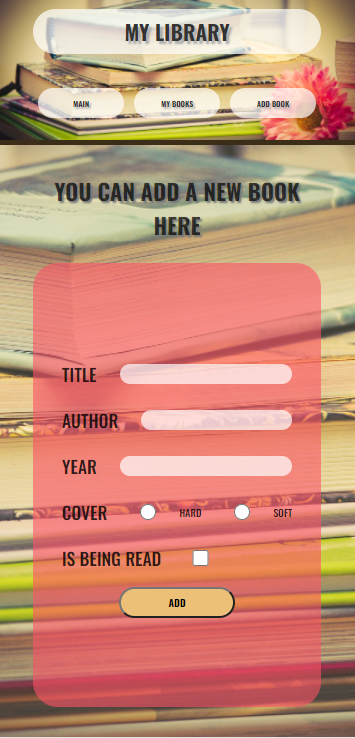 MY LIBRARY
MAIN MY BOOKS ADD BOOK
YOU CAN ADD A NEW BOOK
HERE
TITLE
AUTHOR
YEAR
COVER HARD SOFT
IS BEING READ
ADD